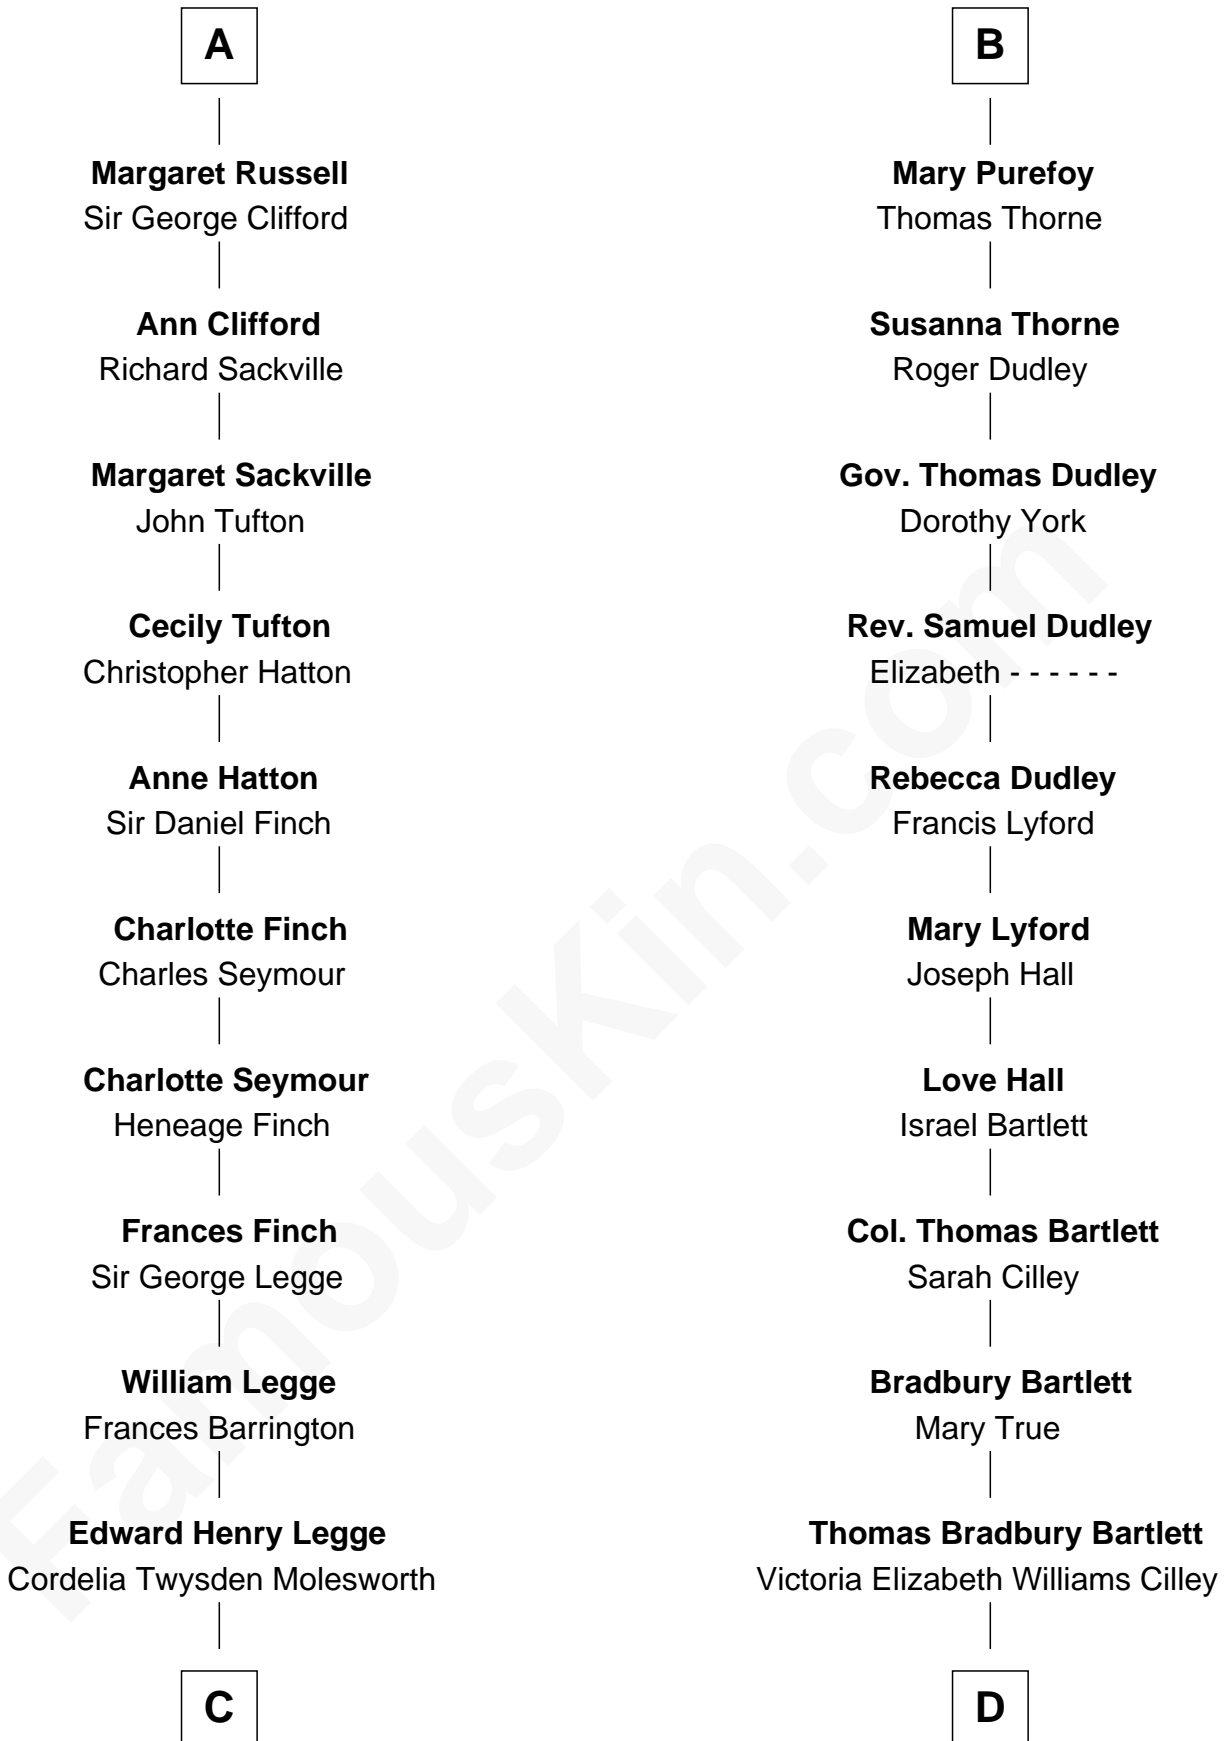 A
Margaret Russell
Sir George Clifford
Ann Clifford
Richard Sackville
Margaret Sackville
John Tufton
Cecily Tufton
Christopher Hatton
Anne Hatton
Sir Daniel Finch
Charlotte Finch
Charles Seymour
Charlotte Seymour
Heneage Finch
Frances Finch
Sir George Legge
William Legge
Frances Barrington
Edward Henry Legge
Cordelia Twysden Molesworth
C
B
Mary Purefoy
Thomas Thorne
Susanna Thorne
Roger Dudley
Gov. Thomas Dudley
Dorothy York
Rev. Samuel Dudley
Elizabeth - - - - - -
Rebecca Dudley
Francis Lyford
Mary Lyford
Joseph Hall
Love Hall
Israel Bartlett
Col. Thomas Bartlett
Sarah Cilley
Bradbury Bartlett
Mary True
Thomas Bradbury Bartlett
Victoria Elizabeth Williams Cilley
D
FamousKin.com